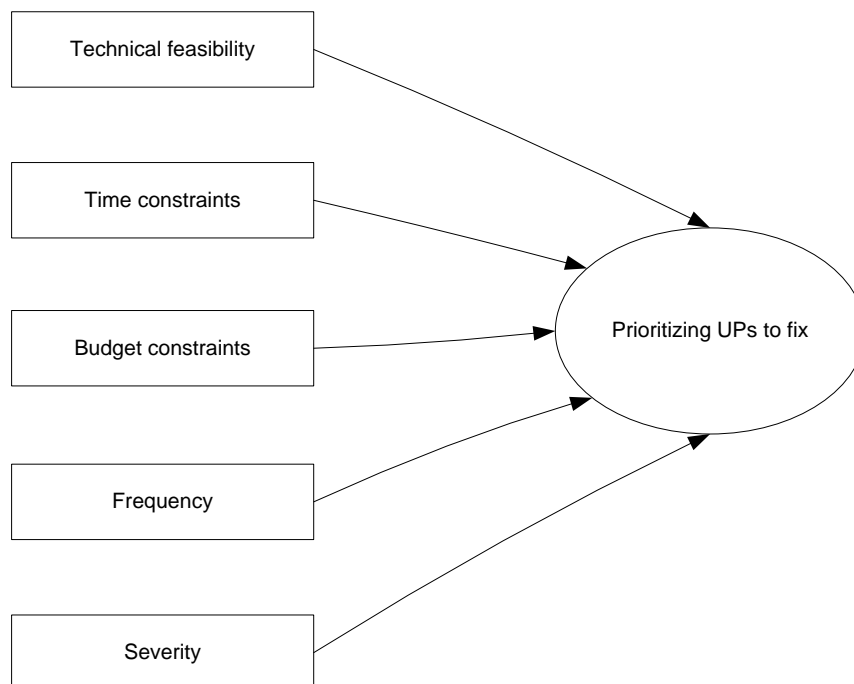 Technical feasibility
Time constraints
Budget constraints
Prioritizing UPs to fix
Frequency
Severity